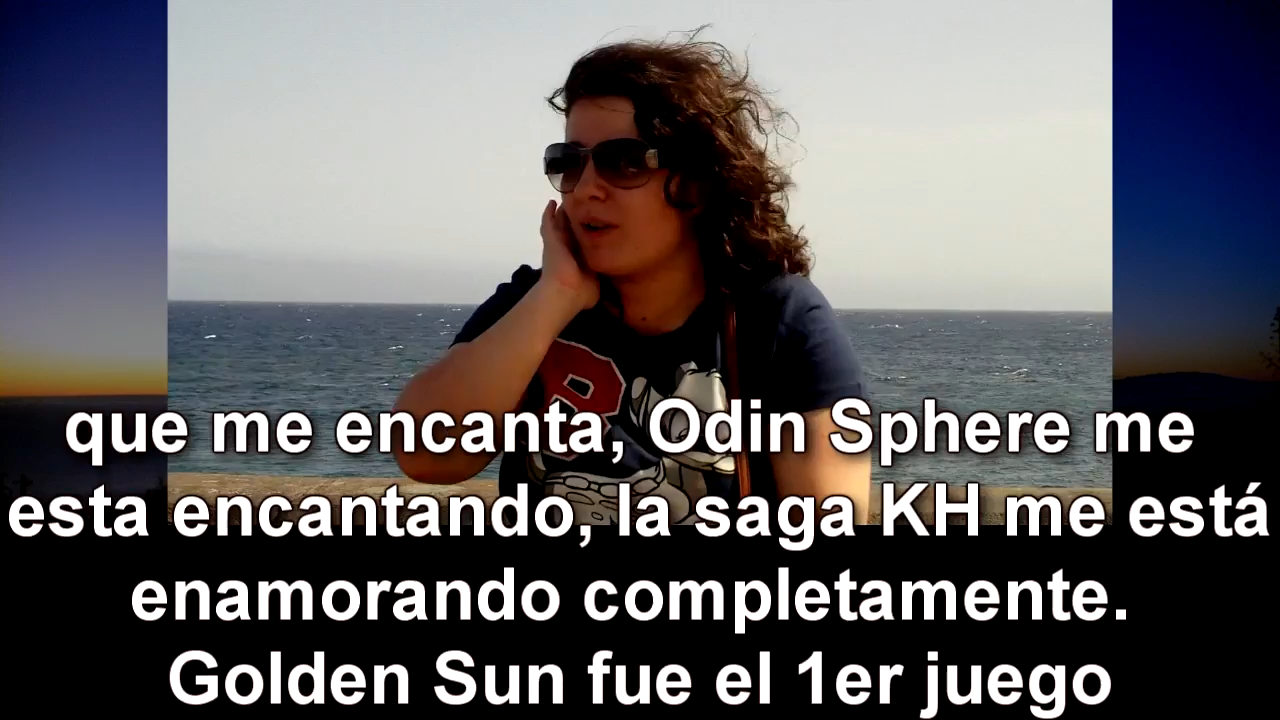 R
que me encanta, Odin Sphere me
esta encantando, la saga KH me está
enamorando completamente.
Golden Sun fue el 1er juego